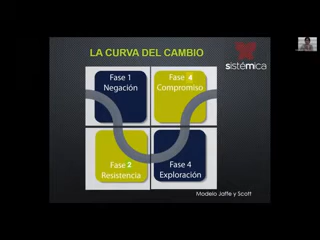 LA CURVA DEL CAMBIO
sistémica
Fase 1
Negación
Fase 4
Compromiso
Fase 2
Resistencia
Fase 4
Exploración
Modelo Jaffe y Scott